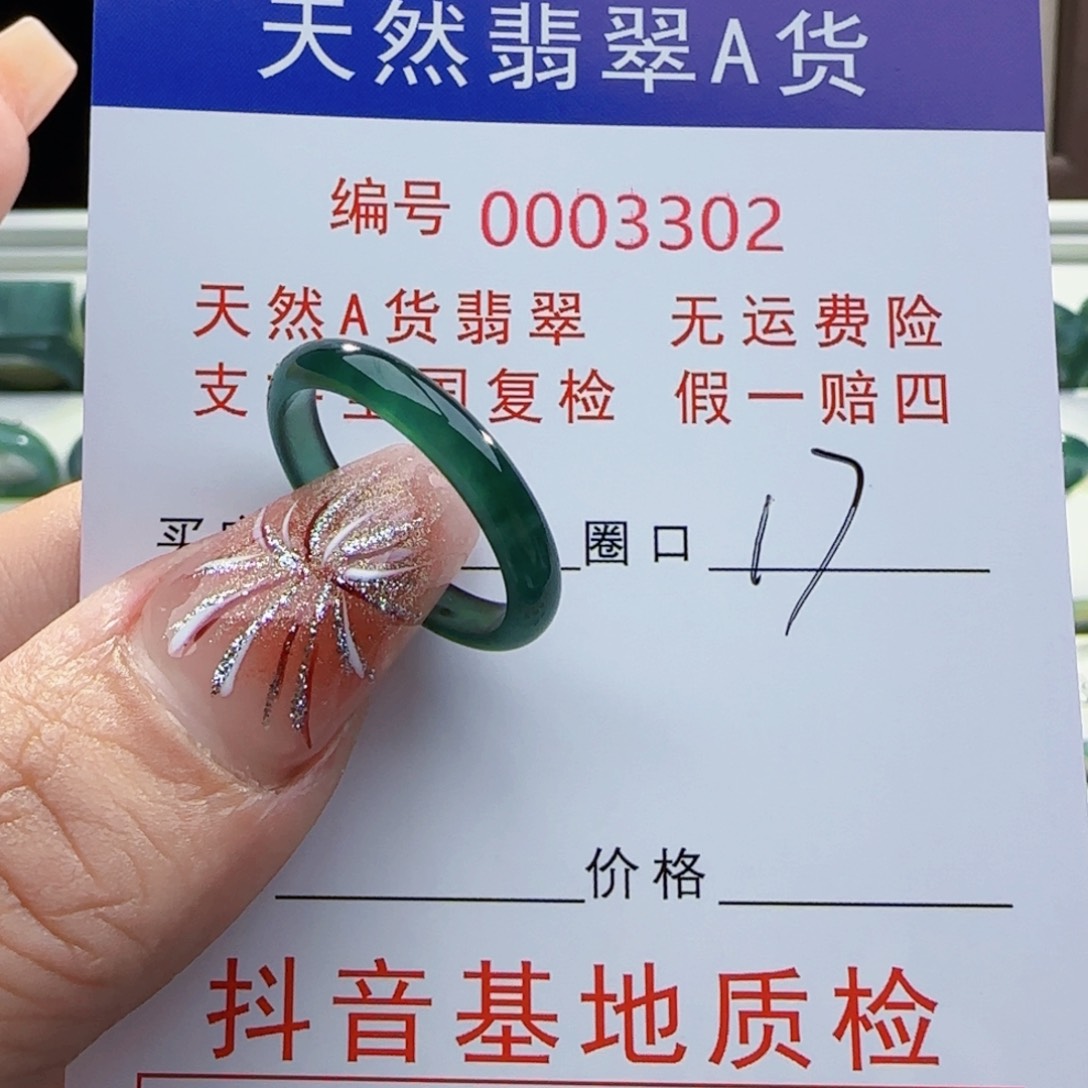 天然翡翠A货
编号 0003302
天然A货翡翠 无运费险
支 国复检 假一赔四
买 圈口 17
价格
抖音基地质检